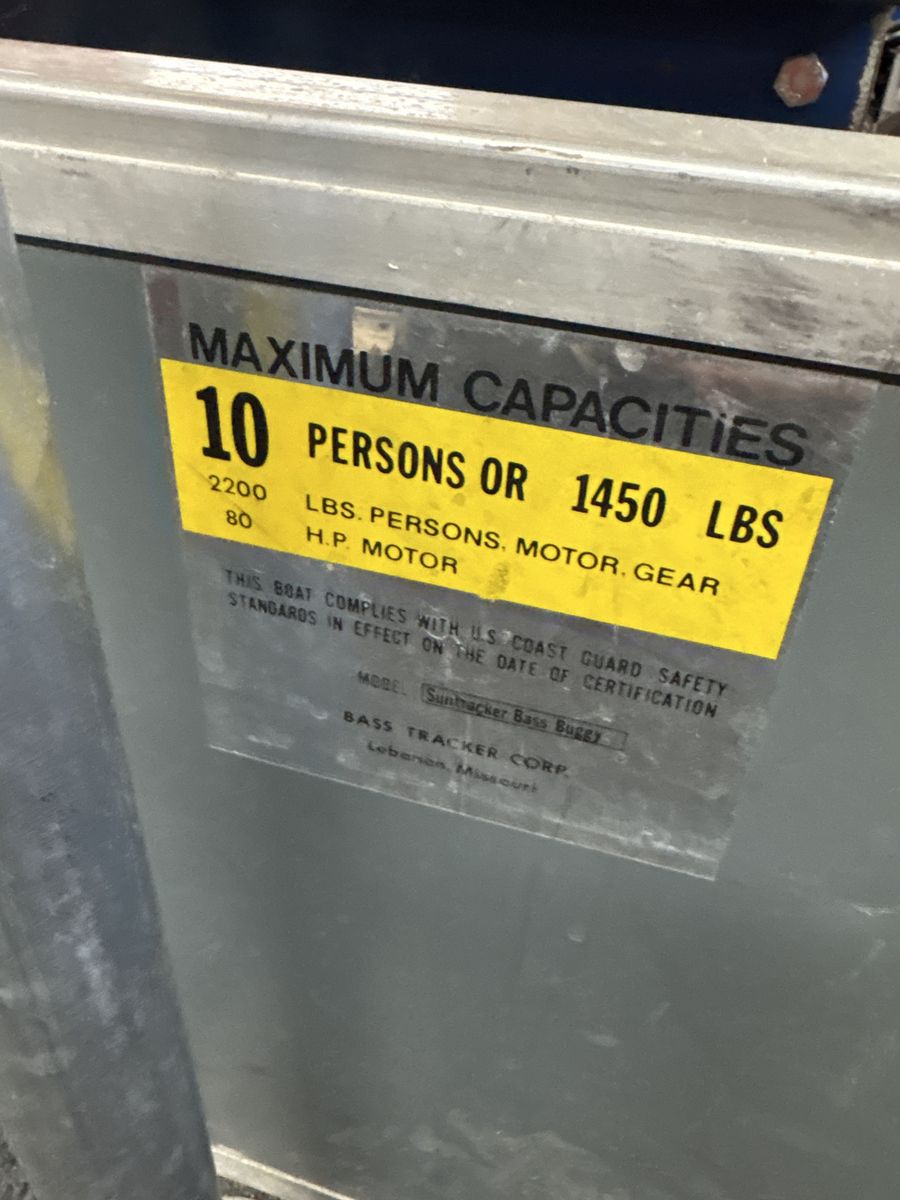 MAXIMUM CAPACITiES
10 PERSONS OR 1450 LBS
2200 LBS. PERSONS, MOTOR, GEAR
80 H.P. MOTOR
THIS BOAT COMPLIES WITH U.S. COAST GUARD SAFETY
STANDARDS IN EFFECT ON THE DATE OF CERTIFICATION
MODEL Suntracker Bass Buggy
BASS TRACKER CORP.
Lebanon, Missouri